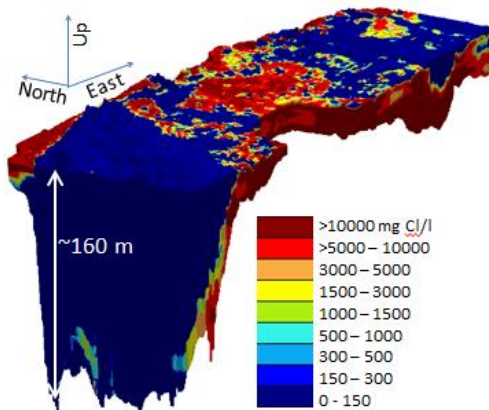 Up
North
East
~160 m
>10000 mg Cl/l
>5000 – 10000
3000 – 5000
1500 – 3000
1000 – 1500
500 – 1000
300 – 500
150 – 300
0 - 150